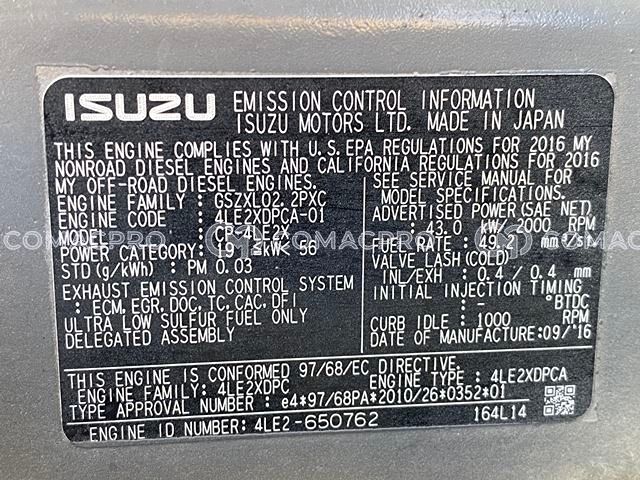 ISUZU EMISSION CONTROL INFORMATION
ISUZU MOTORS LTD. MADE IN JAPAN
THIS ENGINE COMPLIES WITH U.S. EPA REGULATIONS FOR 2016 MY
NONROAD DIESEL ENGINES AND CALIFORNIA REGULATIONS FOR 2016
MY OFF-ROAD DIESEL ENGINES.
ENGINE FAMILY : GSZXL02.2PXC
ENGINE CODE : 4LE2XDPCA-01
MODEL : CP-4LE2X
POWER CATEGORY: 19 ≦kW< 56
STD (g/kWh) : PM 0.03
EXHAUST EMISSION CONTROL SYSTEM
: ECM, EGR, DOC, TC, CAC, DFI
ULTRA LOW SULFUR FUEL ONLY
DELEGATED ASSEMBLY
SEE SERVICE MANUAL FOR
MODEL SPECIFICATIONS.
ADVERTISED POWER (SAE NET)
: 43.0 kW/ 2000 RPM
FUEL RATE : 49.2 mm³/st
VALVE LASH (COLD)
IN/EXH : 0.4 / 0.4 mm
INITIAL INJECTION TIMING
: - °BTDC
CURB IDLE : 1000 RPM
DATE OF MANUFACTURE:09/'16
THIS ENGINE IS CONFORMED 97/68/EC DIRECTIVE.
ENGINE FAMILY: 4LE2XDPC ENGINE TYPE : 4LE2XDPCA
TYPE APPROVAL NUMBER : e4*97/68PA*2010/26*0352*01
ENGINE ID NUMBER : 4LE2-650762 164L14
COMACPRO